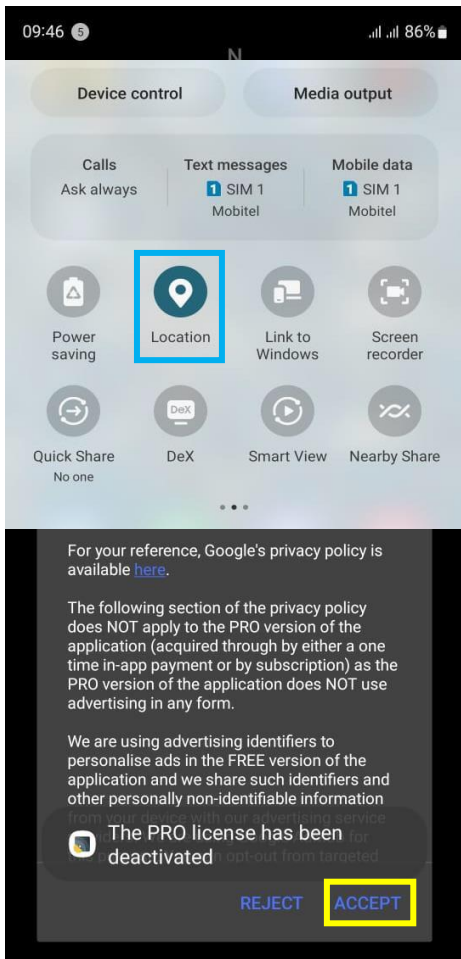 09:46 5 86%
N
Device control Media output
Calls Text messages Mobile data
Ask always 1 SIM 1 1 SIM 1
Mobitel Mobitel
Power Location Link to Screen
saving Windows recorder
DeX
Quick Share DeX Smart View Nearby Share
No one
For your reference, Google's privacy policy is
available here.
The following section of the privacy policy
does NOT apply to the PRO version of the
application (acquired through by either a one
time in-app payment or by subscription) as the
PRO version of the application does NOT use
advertising in any form.
We are using advertising identifiers to
personalise ads in the FREE version of the
application and we share such identifiers and
other personally non-identifiable information
from your device with our advertising service
The PRO license has been
deactivated
opt-out from targeted
REJECT ACCEPT